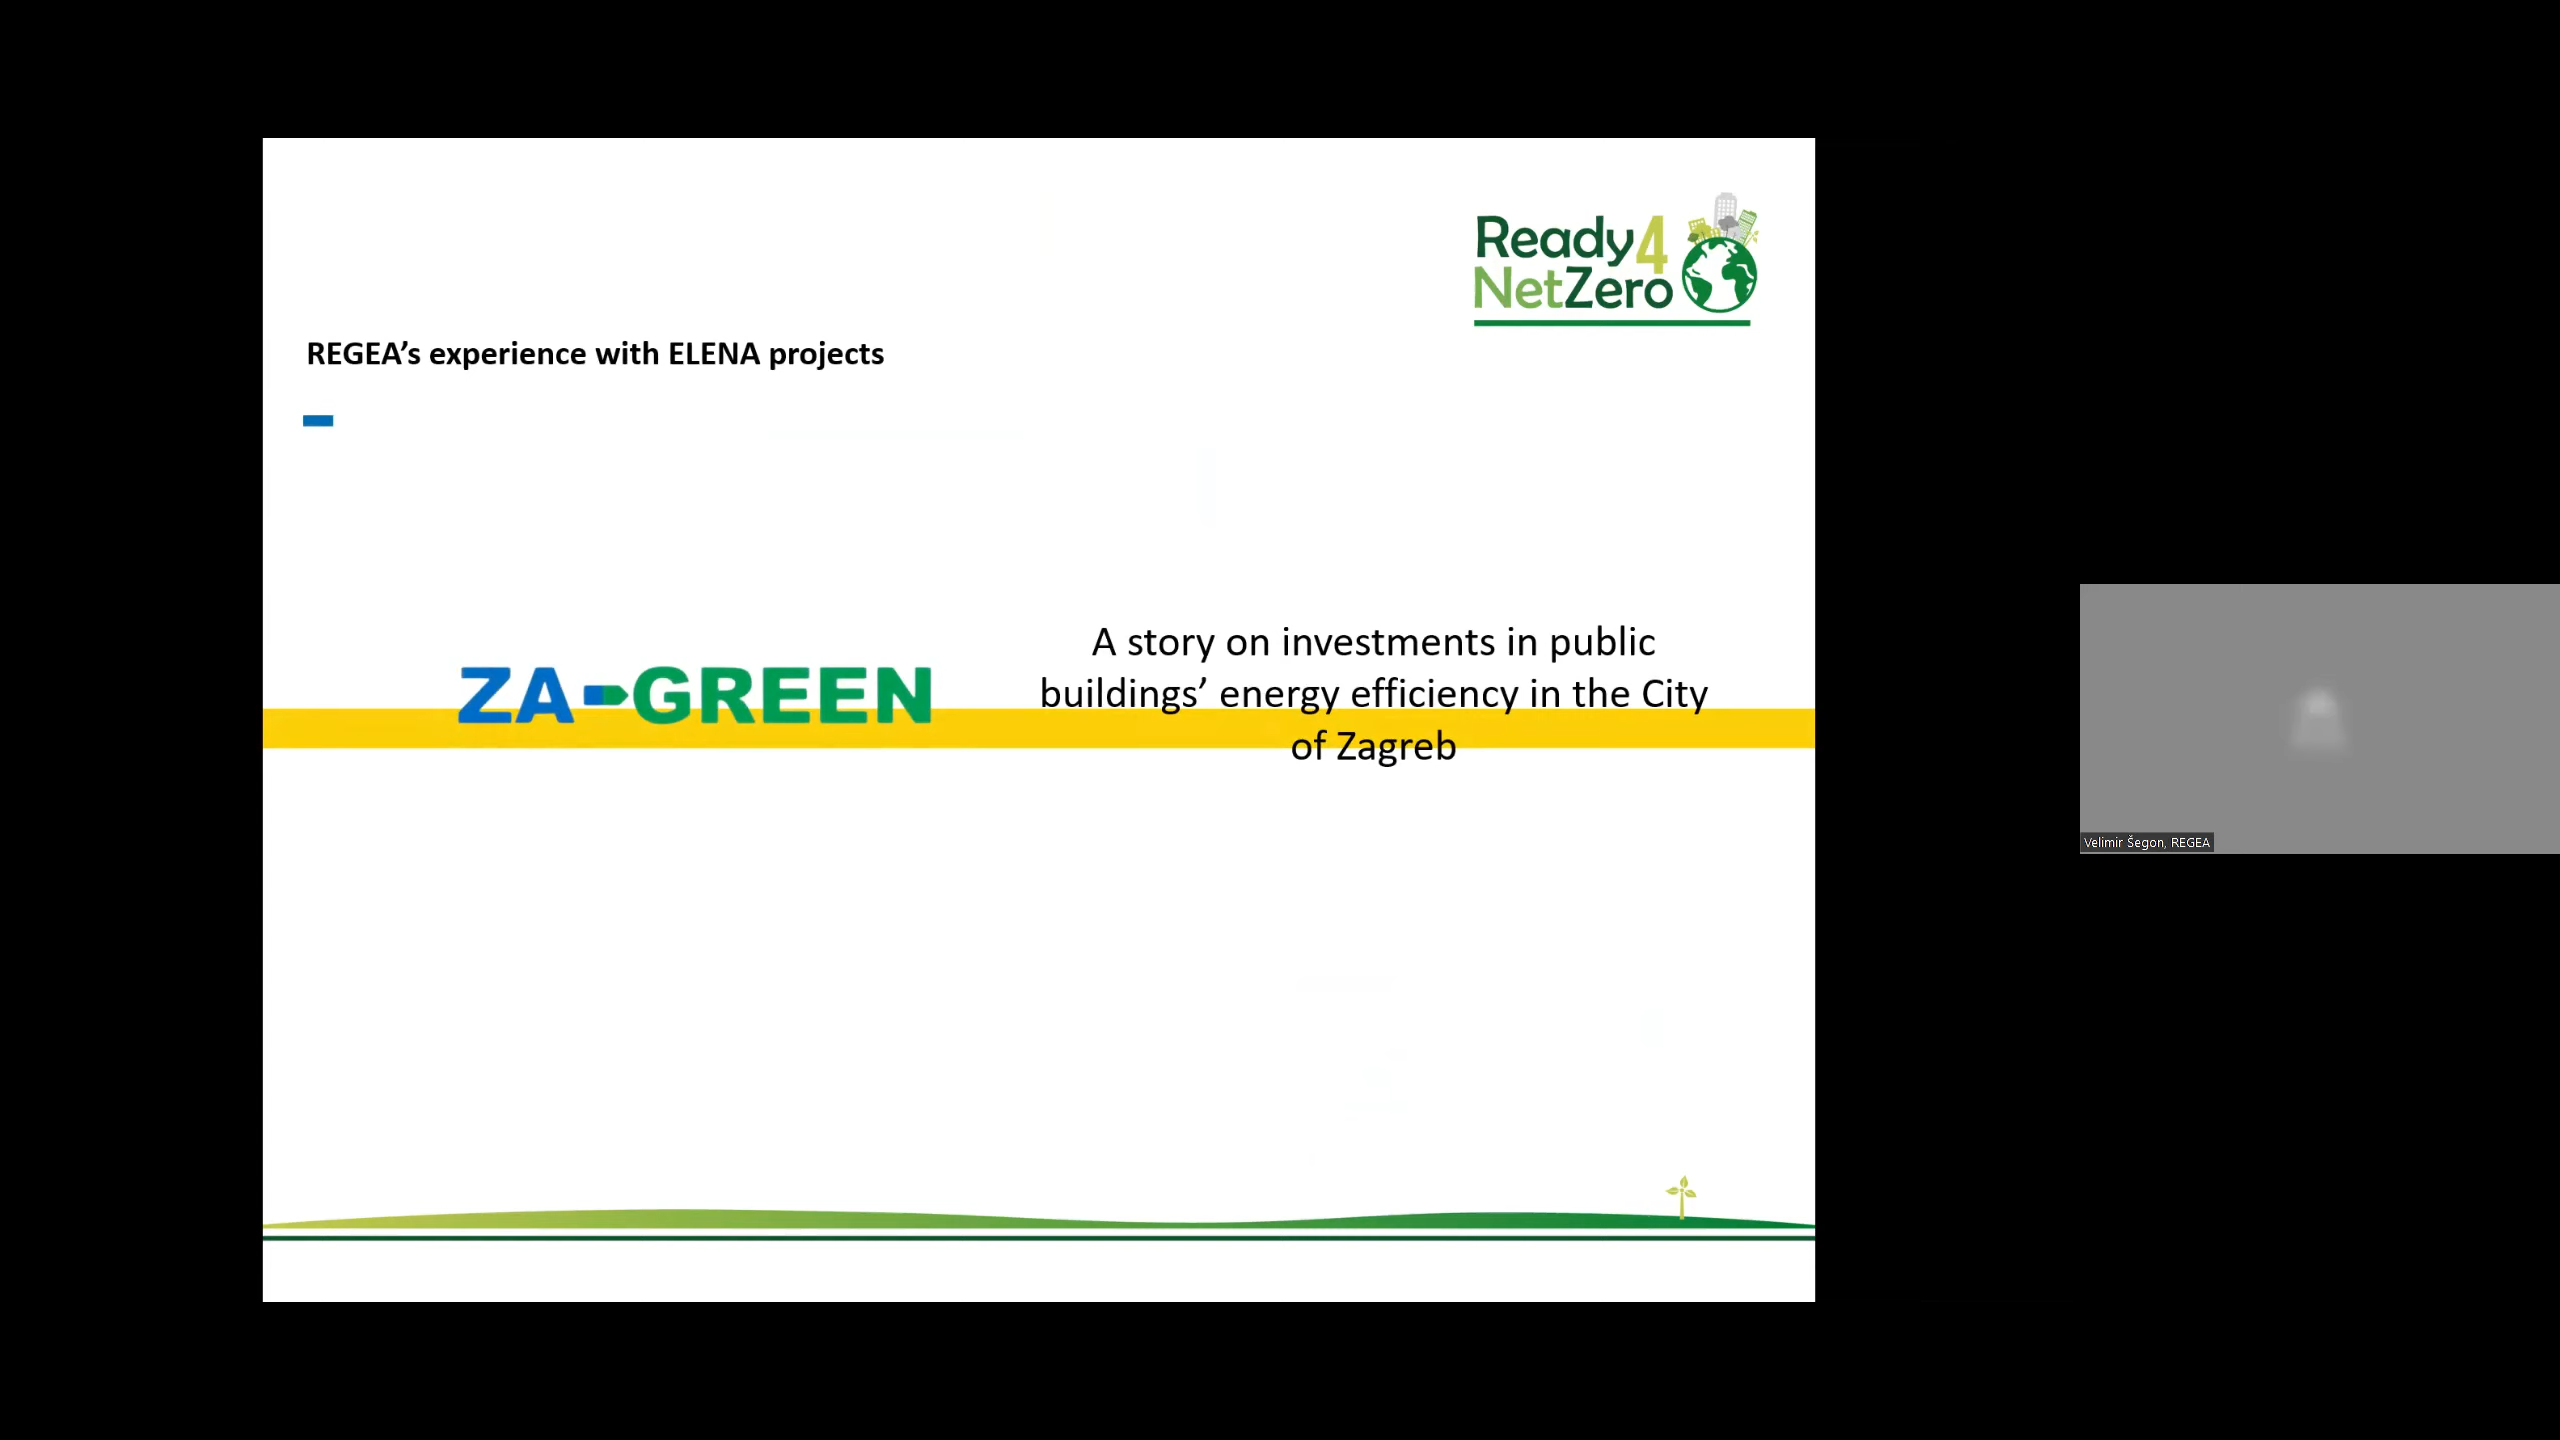 Ready4
NetZero
REGEA’s experience with ELENA projects
ZA-GREEN
A story on investments in public
buildings’ energy efficiency in the City
of Zagreb
Velimir Šegon, REGEA